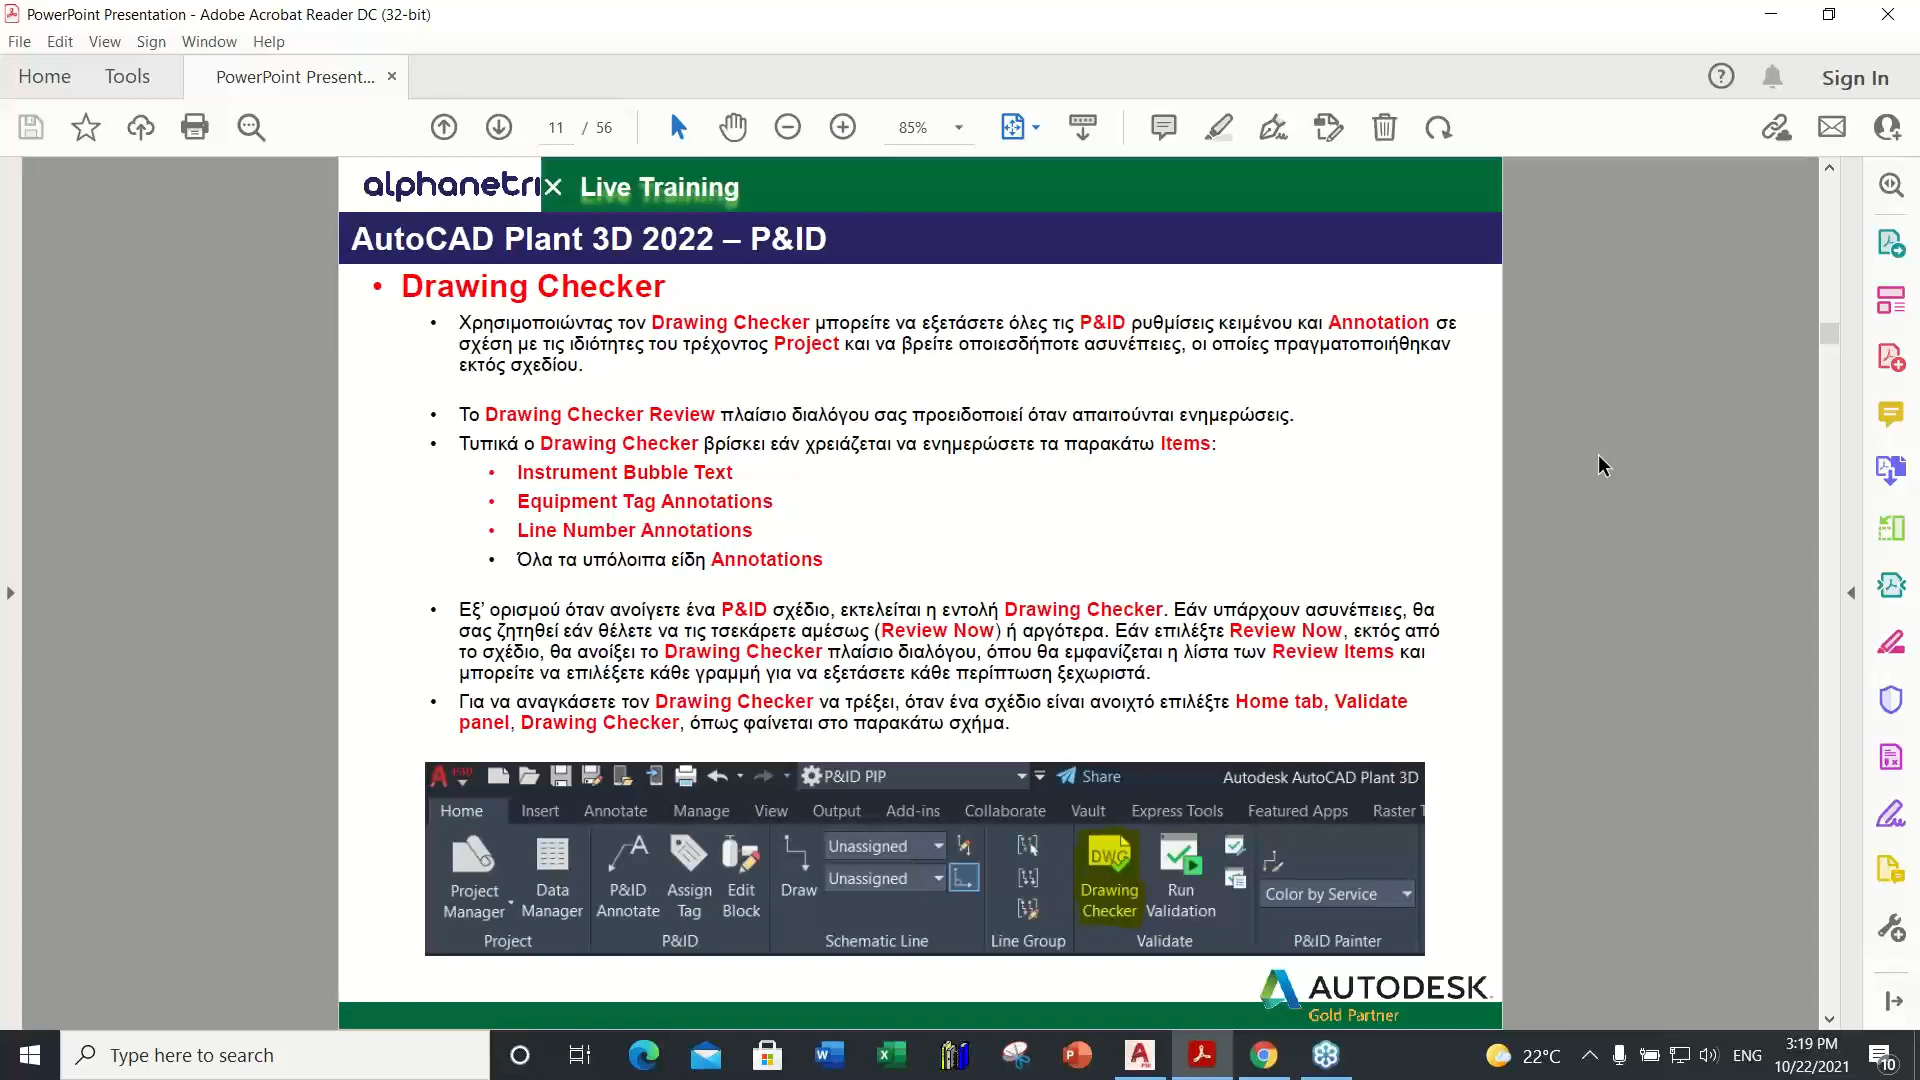 PowerPoint Presentation - Adobe Acrobat Reader DC (32-bit)
File Edit View Sign Window Help
Home Tools PowerPoint Present... × Sign In
11 / 56 85%
alphanetri Live Training
AutoCAD Plant 3D 2022 – P&ID
• Drawing Checker
• Χρησιμοποιώντας τον Drawing Checker μπορείτε να εξετάσετε όλες τις P&ID ρυθμίσεις κειμένου και Annotation σε
σχέση με τις ιδιότητες του τρέχοντος Project και να βρείτε οποιεσδήποτε ασυνέπειες, οι οποίες πραγματοποιήθηκαν
εκτός σχεδίου.
• Το Drawing Checker Review πλαίσιο διαλόγου σας προειδοποιεί όταν απαιτούνται ενημερώσεις.
• Τυπικά ο Drawing Checker βρίσκει εάν χρειάζεται να ενημερώσετε τα παρακάτω Items:
• Instrument Bubble Text
• Equipment Tag Annotations
• Line Number Annotations
• Όλα τα υπόλοιπα είδη Annotations
• Εξ’ ορισμού όταν ανοίγετε ένα P&ID σχέδιο, εκτελείται η εντολή Drawing Checker. Εάν υπάρχουν ασυνέπειες, θα
σας ζητηθεί εάν θέλετε να τις τσεκάρετε αμέσως (Review Now) ή αργότερα. Εάν επιλέξτε Review Now, εκτός από
το σχέδιο, θα ανοίξει το Drawing Checker πλαίσιο διαλόγου, όπου θα εμφανίζεται η λίστα των Review Items και
μπορείτε να επιλέξετε κάθε γραμμή για να εξετάσετε κάθε περίπτωση ξεχωριστά.
• Για να αναγκάσετε τον Drawing Checker να τρέξει, όταν ένα σχέδιο είναι ανοιχτό επιλέξτε Home tab, Validate
panel, Drawing Checker, όπως φαίνεται στο παρακάτω σχήμα.
P&ID PIP Share Autodesk AutoCAD Plant 3D
Home Insert Annotate Manage View Output Add-ins Collaborate Vault Express Tools Featured Apps Raster T
Unassigned
Unassigned
Project Manager Data Manager P&ID Annotate Assign Tag Edit Block Draw DWG Drawing Checker Run Validation Color by Service
Project P&ID Schematic Line Line Group Validate P&ID Painter
AUTODESK
Gold Partner
Type here to search 22°C ENG 3:19 PM
10/22/2021 10